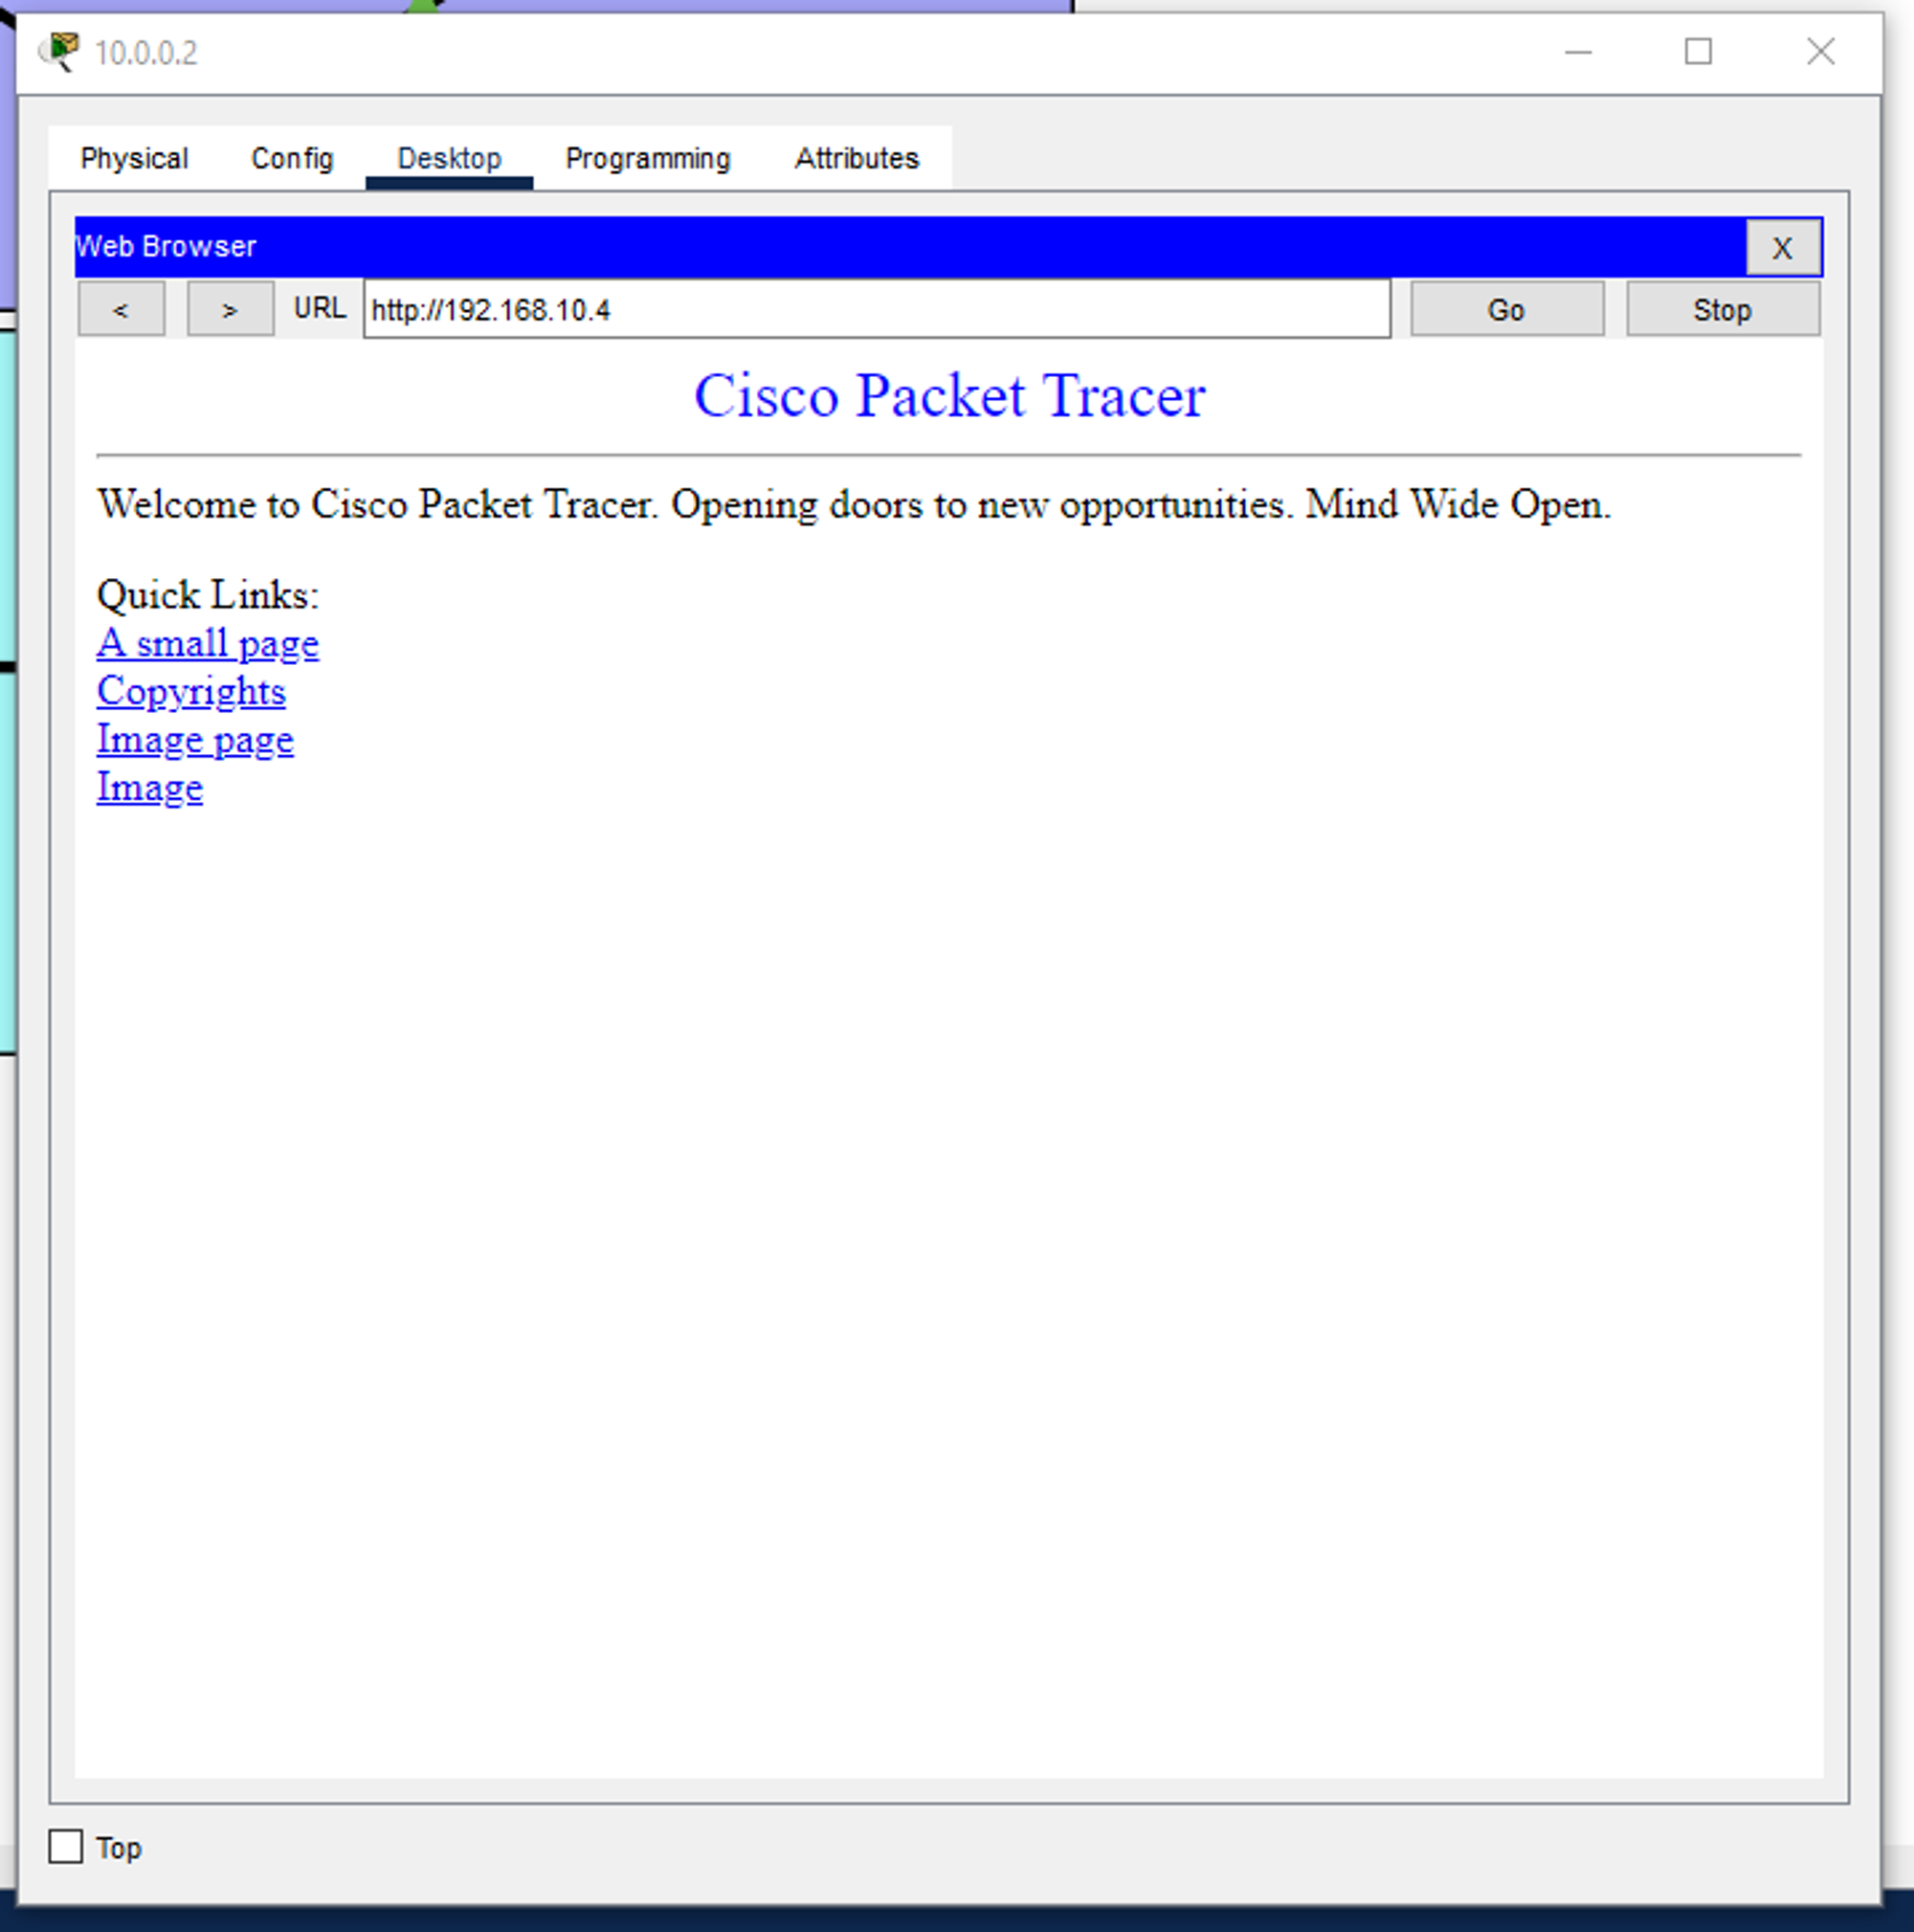 10.0.0.2
Physical Config Desktop Programming Attributes
Web Browser X
< > URL http://192.168.10.4 Go Stop
Cisco Packet Tracer
Welcome to Cisco Packet Tracer. Opening doors to new opportunities. Mind Wide Open.
Quick Links:
A small page
Copyrights
Image page
Image
Top